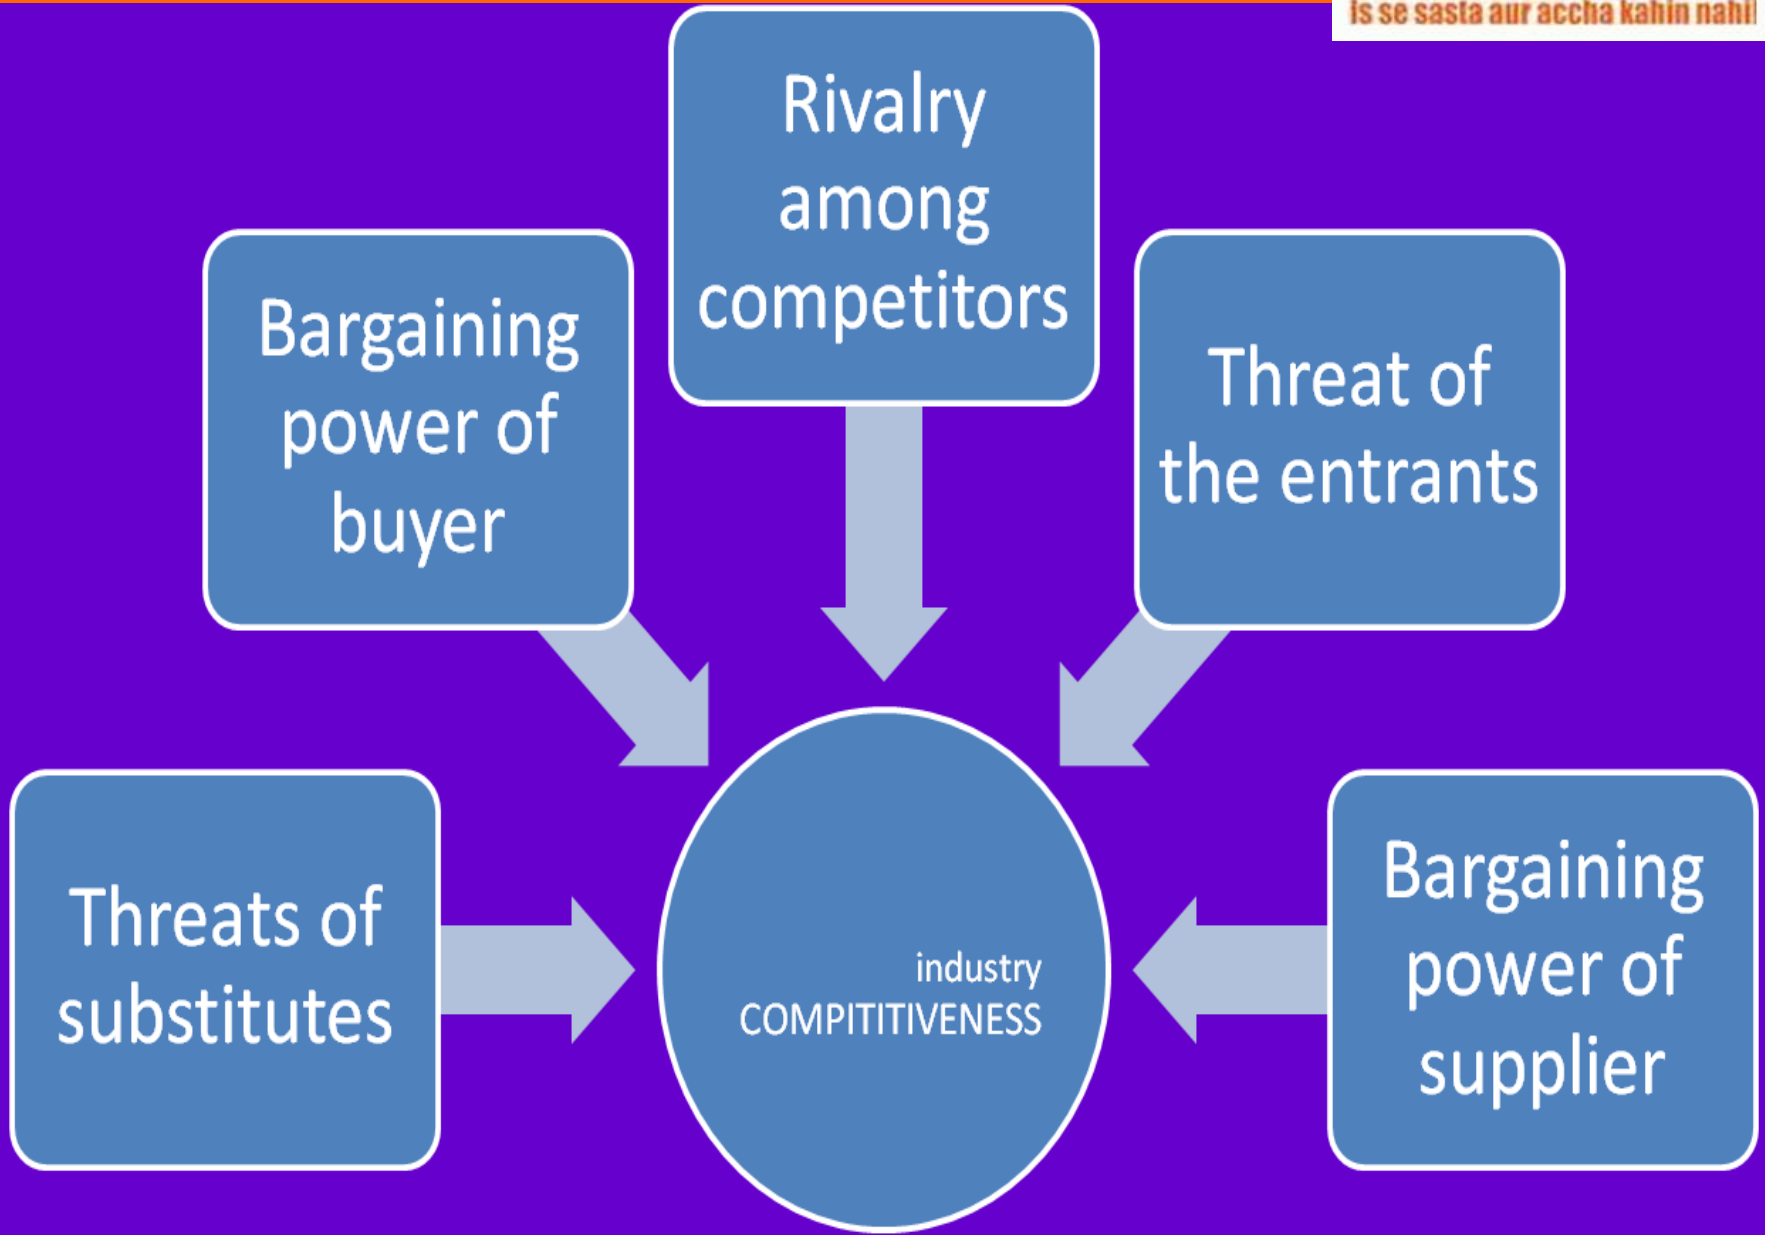 is se sasta aur accha kahin nahi!
Rivalry
among
competitors
Bargaining
power of
buyer
Threat of
the entrants
Threats of
substitutes
industry
COMPITITIVENESS
Bargaining
power of
supplier